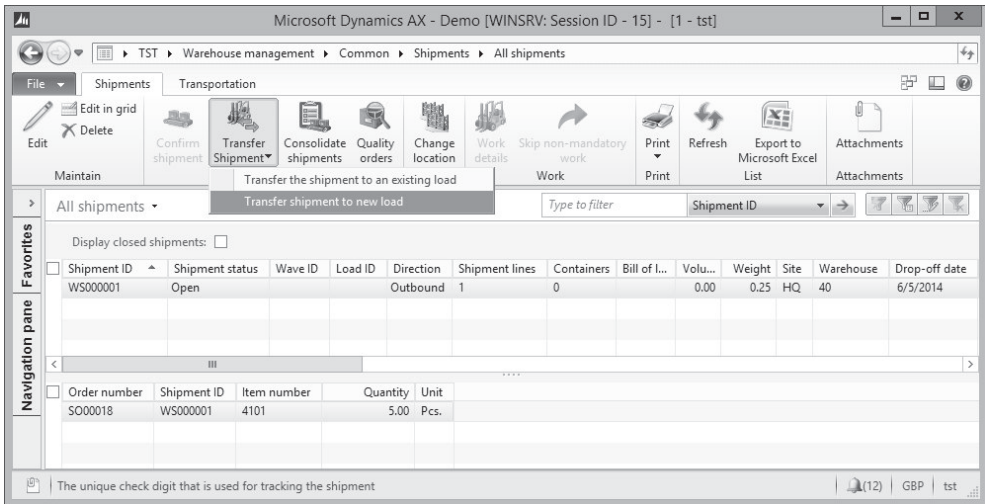 Microsoft Dynamics AX - Demo [WINSRV: Session ID - 15] - [1 - tst]
TST Warehouse management Common Shipments All shipments
File Shipments Transportation
Edit
Edit in grid
Delete
Maintain
Confirm shipment
Transfer Shipment
Consolidate shipments
Quality orders
Change location
Work details
Skip non-mandatory work
Work
Print
Print
Refresh
Export to Microsoft Excel
List
Attachments
Attachments
Transfer the shipment to an existing load
Transfer shipment to new load
All shipments
Type to filter
Shipment ID
Display closed shipments:
Favorites
Navigation pane
Shipment ID Shipment status Wave ID Load ID Direction Shipment lines Containers Bill of l... Volu... Weight Site Warehouse Drop-off date
WS000001 Open Outbound 1 0 0.00 0.25 HQ 40 6/5/2014
Order number Shipment ID Item number Quantity Unit
SO00018 WS000001 4101 5.00 Pcs.
The unique check digit that is used for tracking the shipment
(12) GBP tst